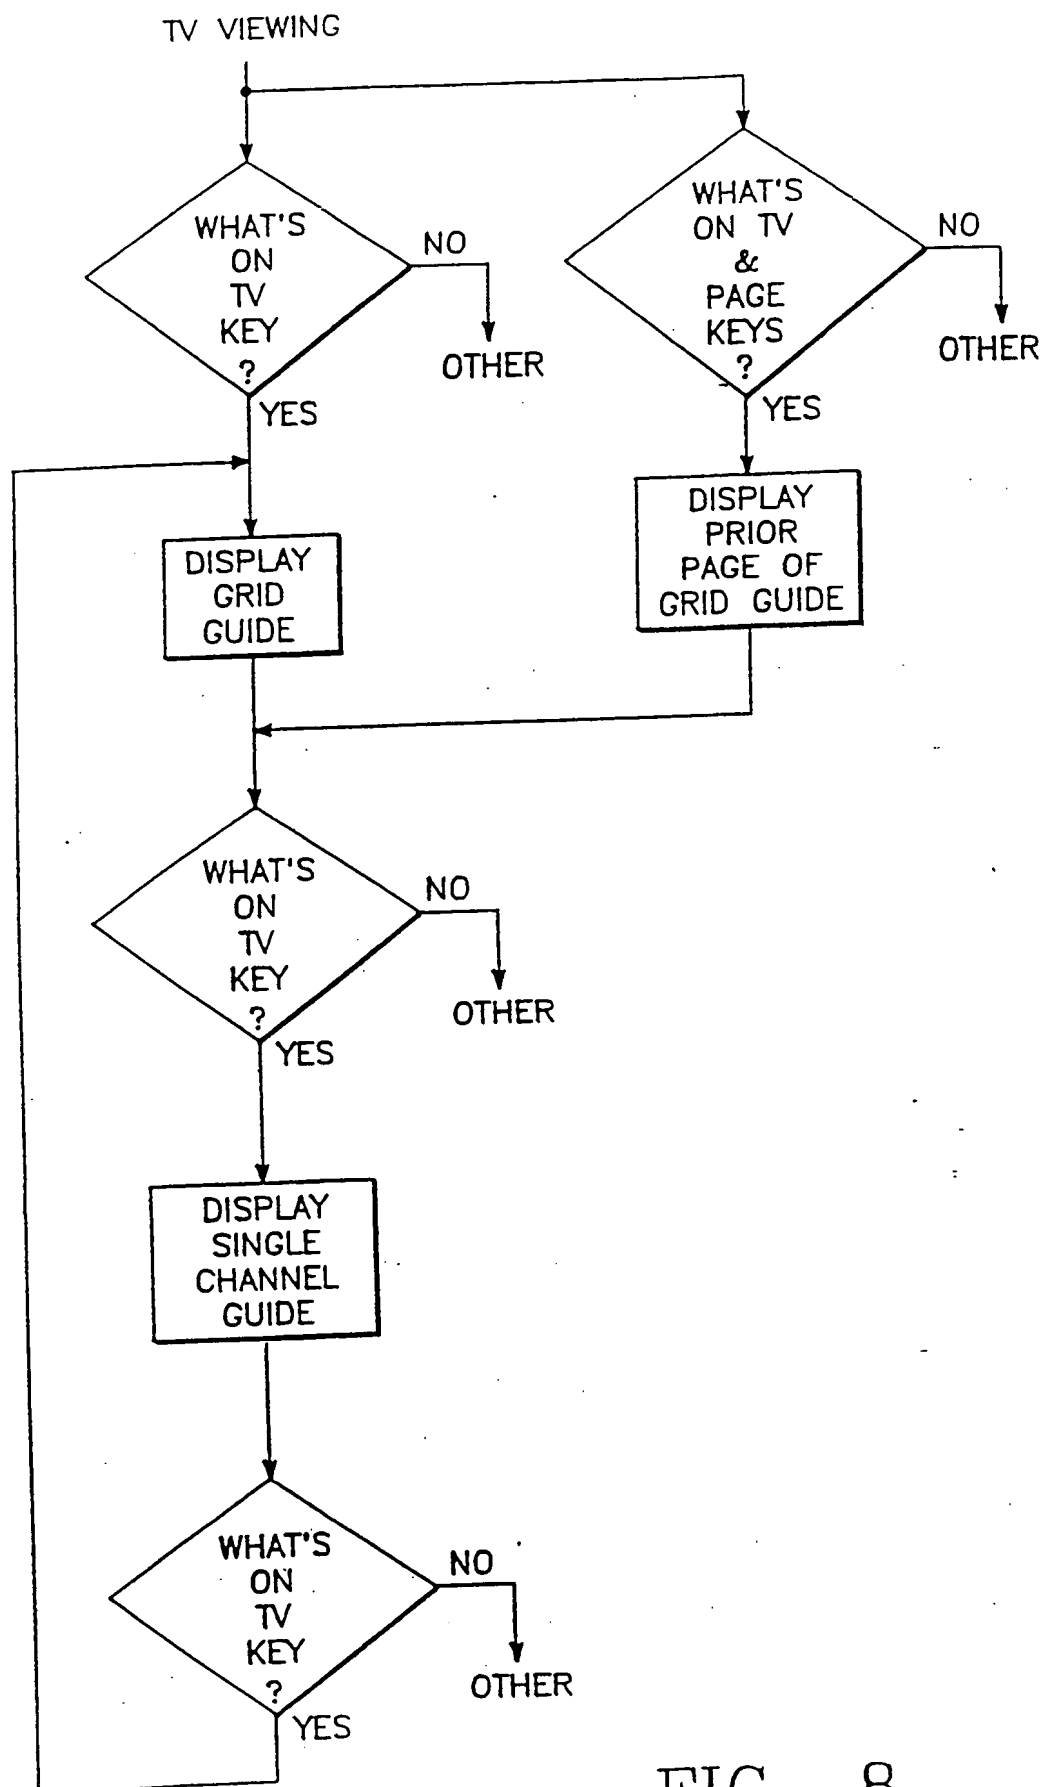 TV VIEWING
WHAT'S
ON
TV
KEY
?
NO
OTHER
YES
WHAT'S
ON TV
&
PAGE
KEYS
?
NO
OTHER
YES
DISPLAY
GRID
GUIDE
DISPLAY
PRIOR
PAGE OF
GRID GUIDE
WHAT'S
ON
TV
KEY
?
NO
OTHER
YES
DISPLAY
SINGLE
CHANNEL
GUIDE
WHAT'S
ON
TV
KEY
?
NO
OTHER
YES
FIG. 8